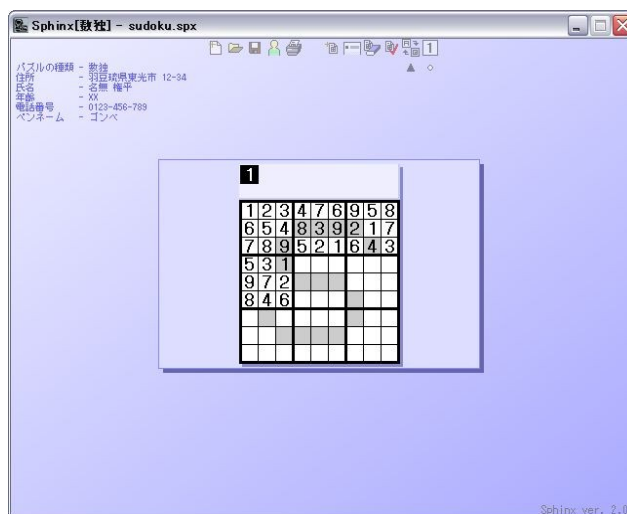 Sphinx[数独] - sudoku.spx
パズルの種類 - 数独
住所 - 羽豆琉県東光市 12-34
氏名 - 名無 権平
年齢 - XX
電話番号 - 0123-456-789
ペンネーム - ゴンベ
1
1
1 2 3 4 7 6 9 5 8
6 5 4 8 3 9 2 1 7
7 8 9 5 2 1 6 4 3
5 3 1
9 7 2
8 4 6
Sphinx ver. 2.0